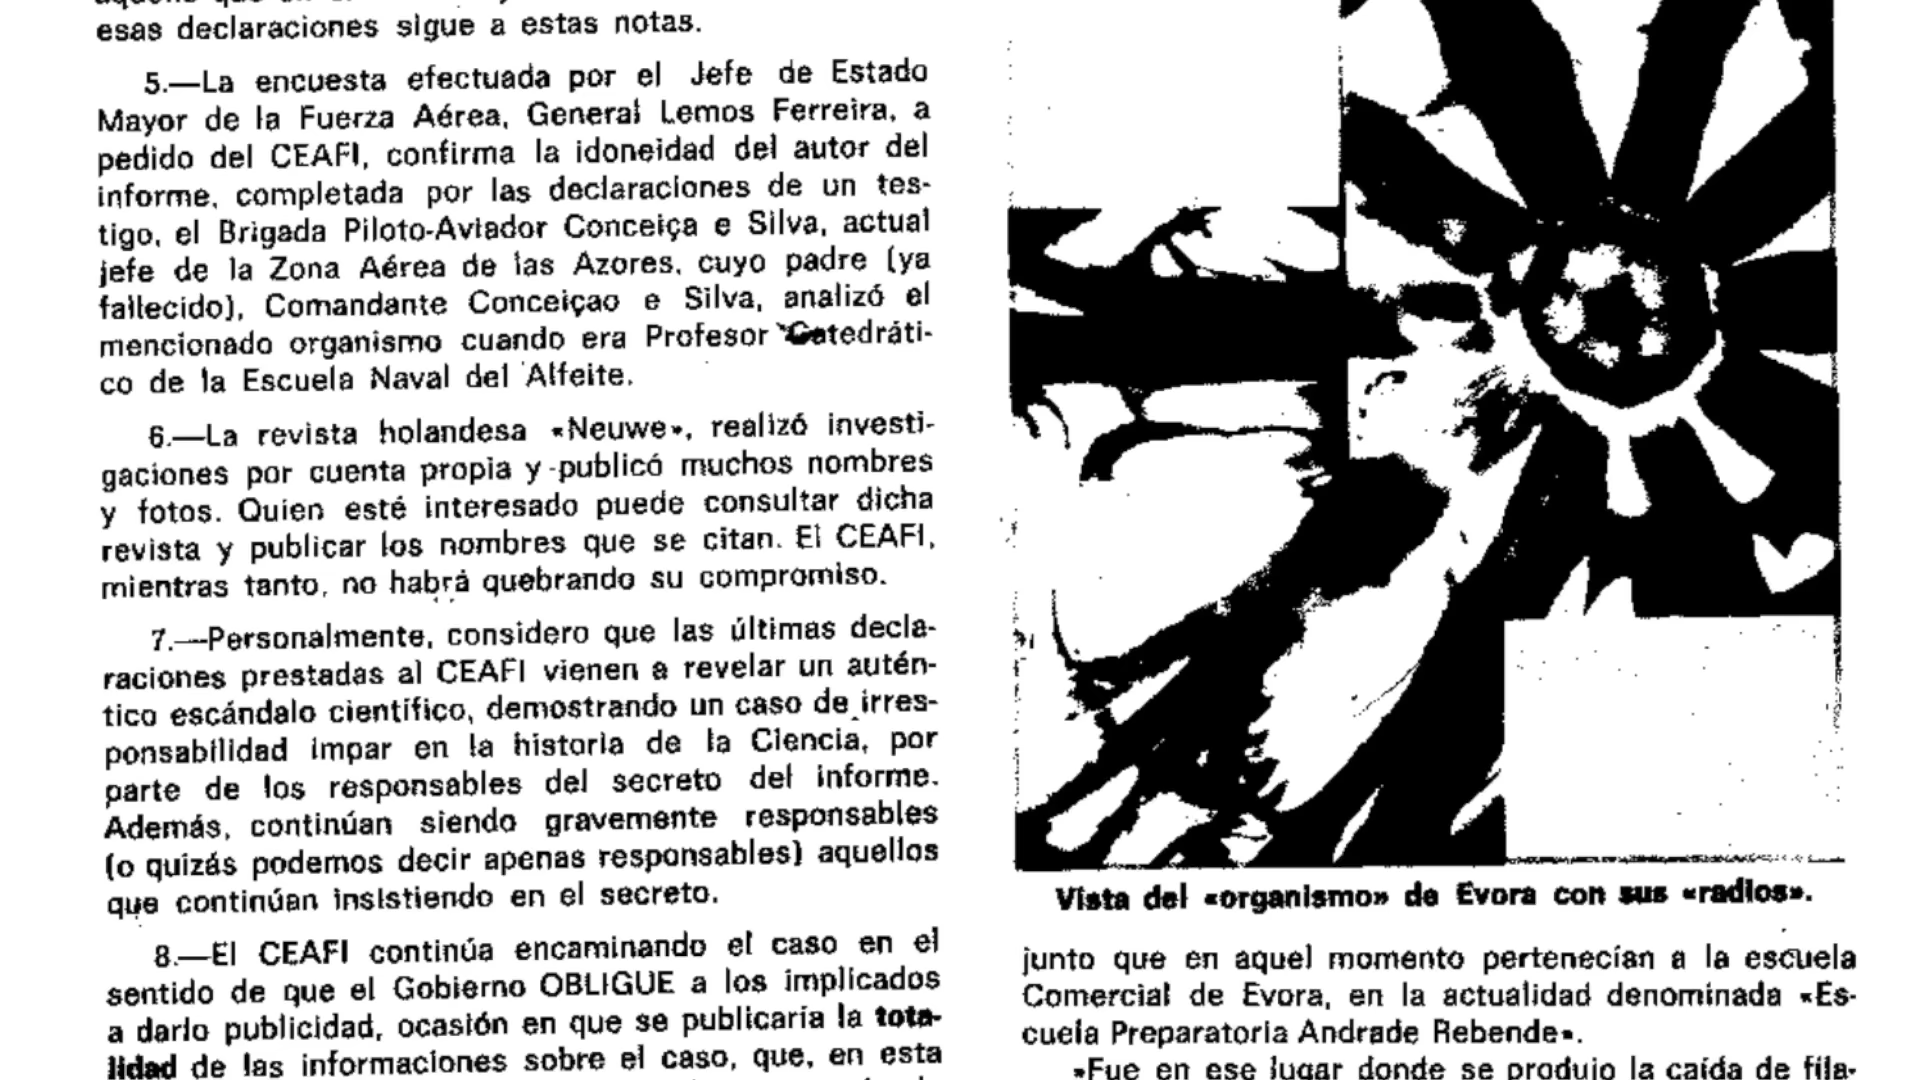 esas declaraciones sigue a estas notas.
5.—La encuesta efectuada por el Jefe de Estado
Mayor de la Fuerza Aérea, General Lemos Ferreira, a
pedido del CEAFI, confirma la idoneidad del autor del
informe, completada por las declaraciones de un tes-
tigo, el Brigada Piloto-Aviador Conceiça e Silva, actual
jefe de la Zona Aérea de las Azores, cuyo padre (ya
fallecido), Comandante Conceiçao e Silva, analizó el
mencionado organismo cuando era Profesor Catedráti-
co de la Escuela Naval del Alfeite.
6.—La revista holandesa «Neuwe», realizó investi-
gaciones por cuenta propia y publicó muchos nombres
y fotos. Quien esté interesado puede consultar dicha
revista y publicar los nombres que se citan. El CEAFI,
mientras tanto, no habrá quebrando su compromiso.
7.—Personalmente, considero que las últimas decla-
raciones prestadas al CEAFI vienen a revelar un autén-
tico escándalo científico, demostrando un caso de irres-
ponsabilidad impar en la historia de la Ciencia, por
parte de los responsables del secreto del informe.
Además, continúan siendo gravemente responsables
(o quizás podemos decir apenas responsables) aquellos
que continúan insistiendo en el secreto.
8.—El CEAFI continúa encaminando el caso en el
sentido de que el Gobierno OBLIGUE a los implicados
a darlo publicidad, ocasión en que se publicaría la tota-
lidad de las informaciones sobre el caso, que, en esta
Vista del «organismo» de Evora con sus «radios».
junto que en aquel momento pertenecían a la escuela
Comercial de Evora, en la actualidad denominada «Es-
cuela Preparatoria Andrade Rebende».
»Fue en ese lugar donde se produjo la caída de fila-